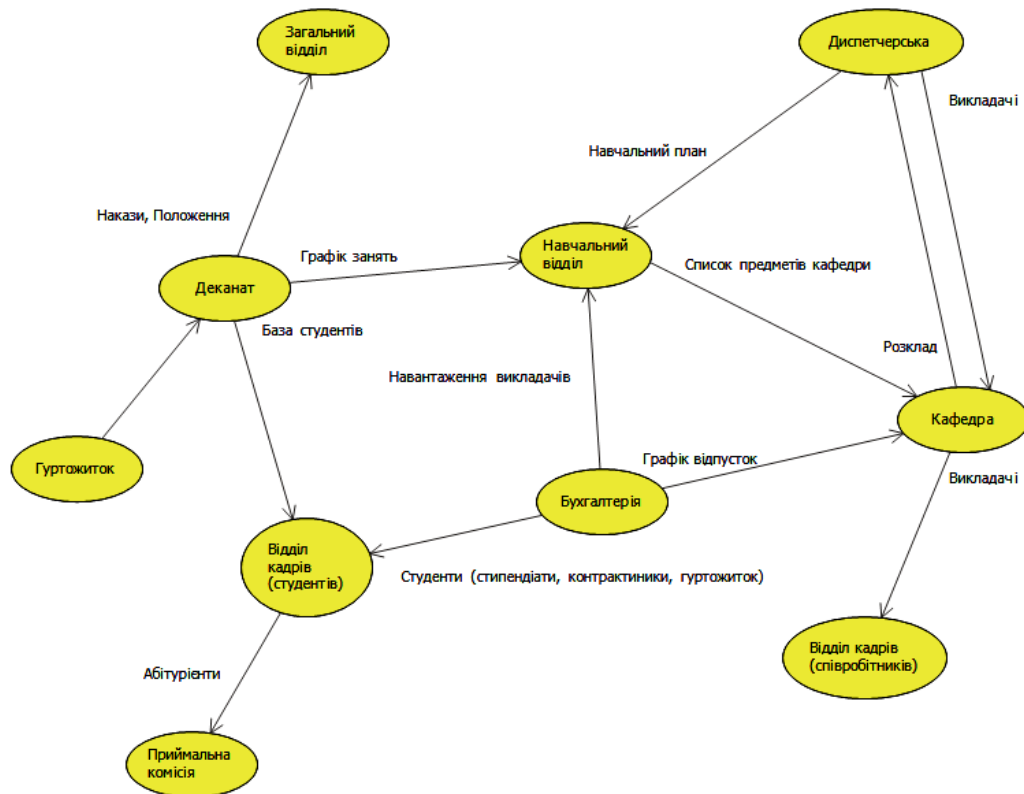 Загальний
відділ
Диспетчерська
Викладачі
Навчальний план
Накази, Положення
Навчальний
відділ
Графік занять
Список предметів кафедри
Деканат
База студентів
Розклад
Навантаження викладачів
Кафедра
Гуртожиток
Графік відпусток
Викладачі
Бухгалтерія
Відділ
кадрів
(студентів)
Студенти (стипендіати, контрактиники, гуртожиток)
Відділ кадрів
(співробітників)
Абітурієнти
Приймальна
комісія